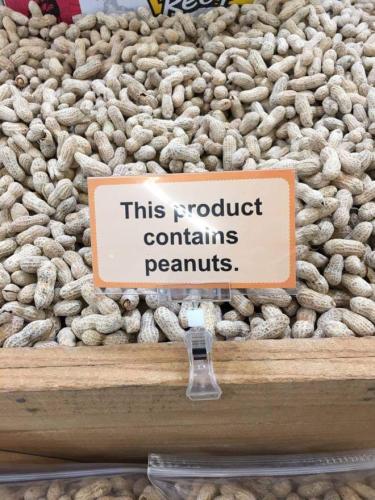 This product
contains
peanuts.